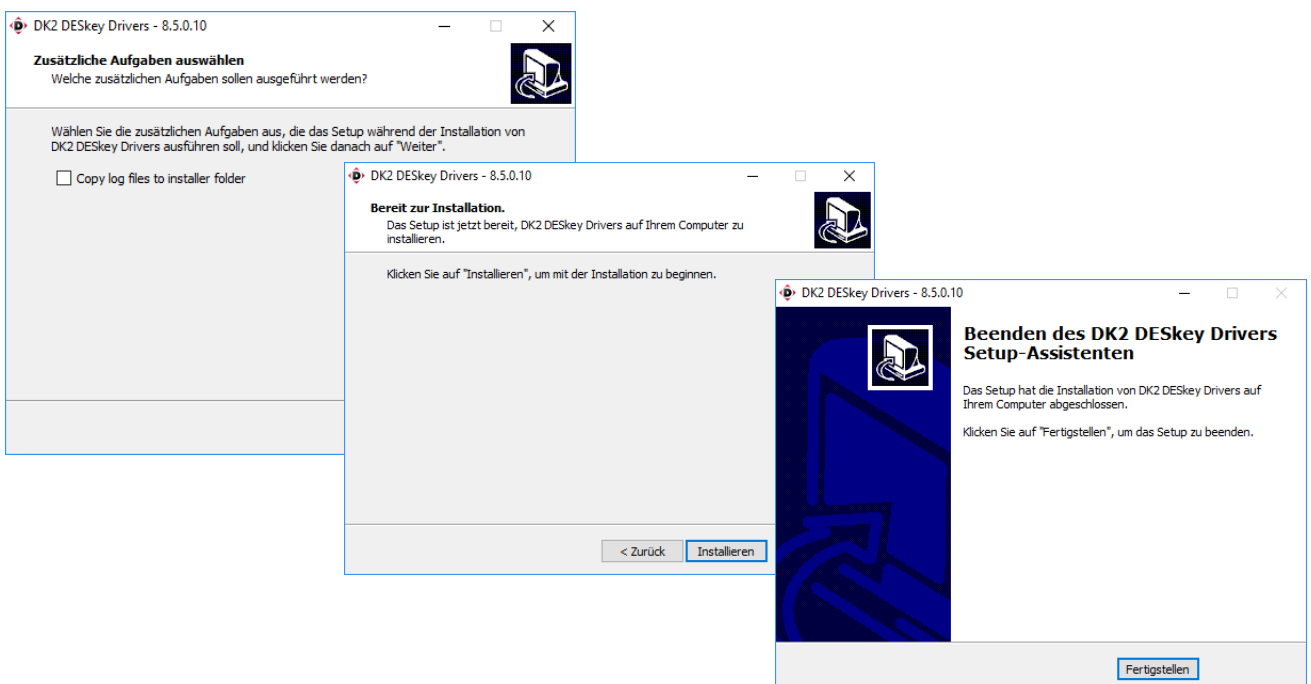 DK2 DESkey Drivers - 8.5.0.10
Zusätzliche Aufgaben auswählen
Welche zusätzlichen Aufgaben sollen ausgeführt werden?
Wählen Sie die zusätzlichen Aufgaben aus, die das Setup während der Installation von
DK2 DESkey Drivers ausführen soll, und klicken Sie danach auf "Weiter".
Copy log files to installer folder
DK2 DESkey Drivers - 8.5.0.10
Bereit zur Installation.
Das Setup ist jetzt bereit, DK2 DESkey Drivers auf Ihrem Computer zu
installieren.
Klicken Sie auf "Installieren", um mit der Installation zu beginnen.
< Zurück
Installieren
DK2 DESkey Drivers - 8.5.0.10
Beenden des DK2 DESkey Drivers
Setup-Assistenten
Das Setup hat die Installation von DK2 DESkey Drivers auf
Ihrem Computer abgeschlossen.
Klicken Sie auf "Fertigstellen", um das Setup zu beenden.
Fertigstellen